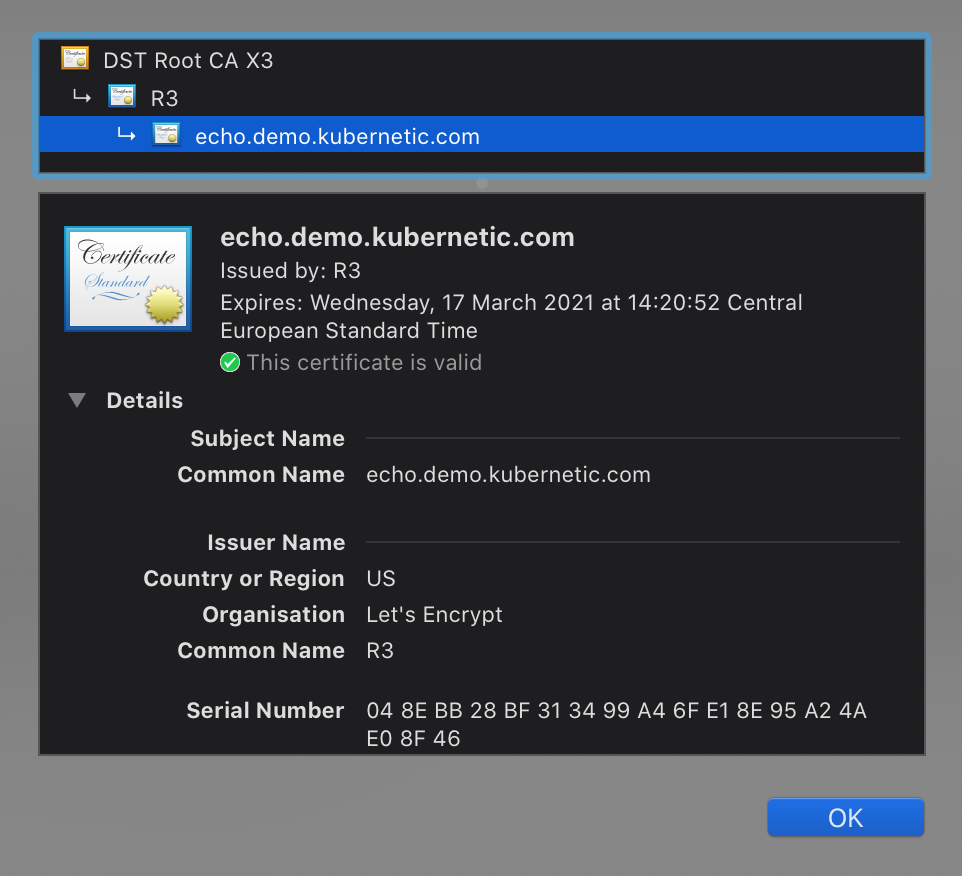 DST Root CA X3
R3
echo.demo.kubernetic.com
Certificate
Standard
echo.demo.kubernetic.com
Issued by: R3
Expires: Wednesday, 17 March 2021 at 14:20:52 Central
European Standard Time
This certificate is valid
Details
Subject Name
Common Name echo.demo.kubernetic.com
Issuer Name
Country or Region US
Organisation Let's Encrypt
Common Name R3
Serial Number 04 8E BB 28 BF 31 34 99 A4 6F E1 8E 95 A2 4A
E0 8F 46
OK